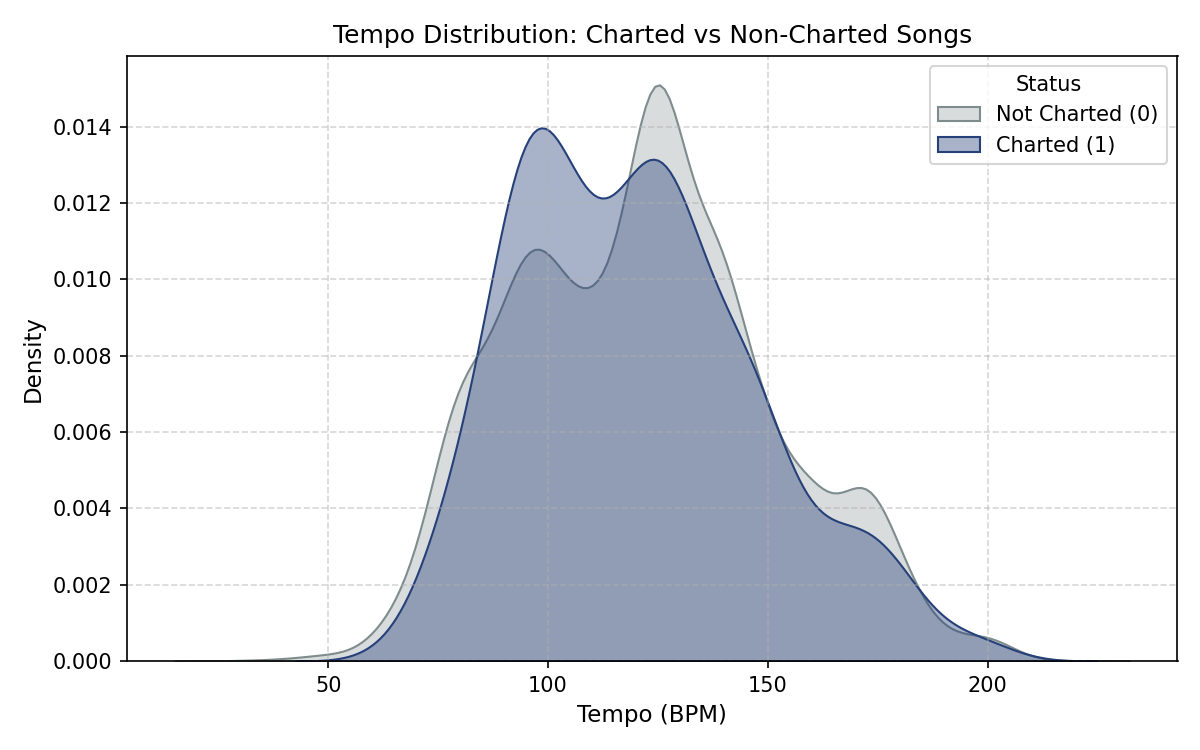 Tempo Distribution: Charted vs Non-Charted Songs
Status
Not Charted (0)
Charted (1)
Density
0.014
0.012
0.010
0.008
0.006
0.004
0.002
0.000
50
100
150
200
Tempo (BPM)